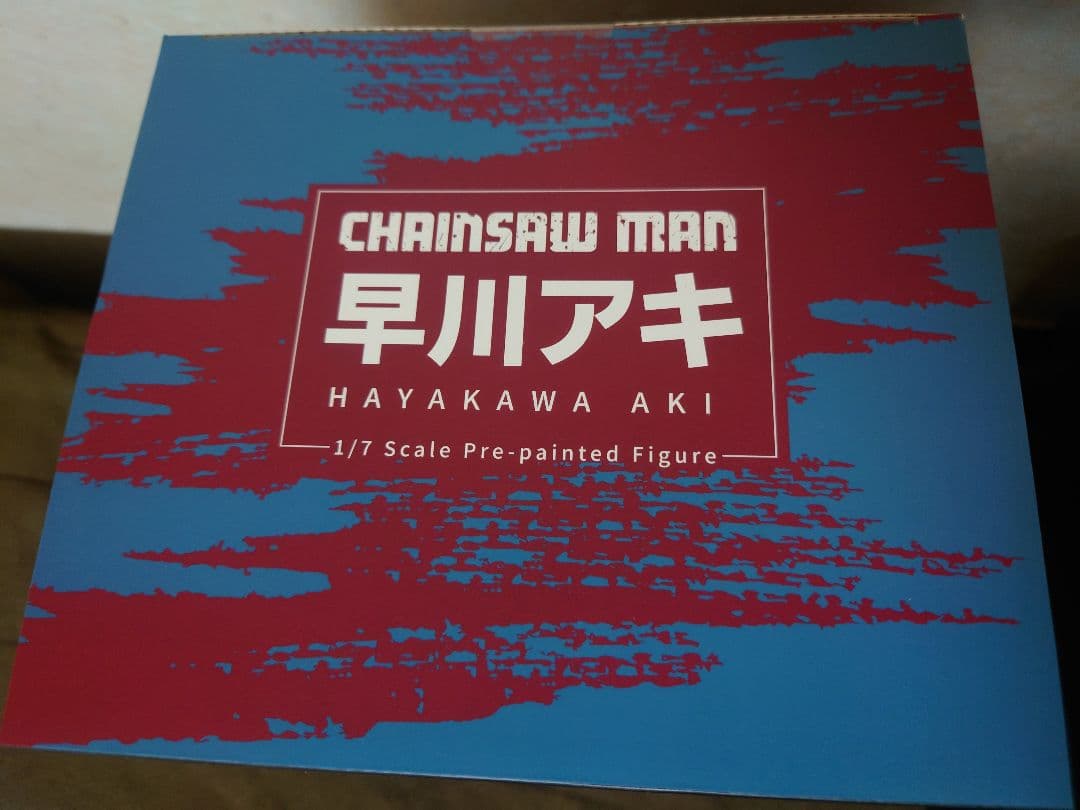 CHAINSAW MAN
早川アキ
HAYAKAWA AKI
1/7 Scale Pre-painted Figure